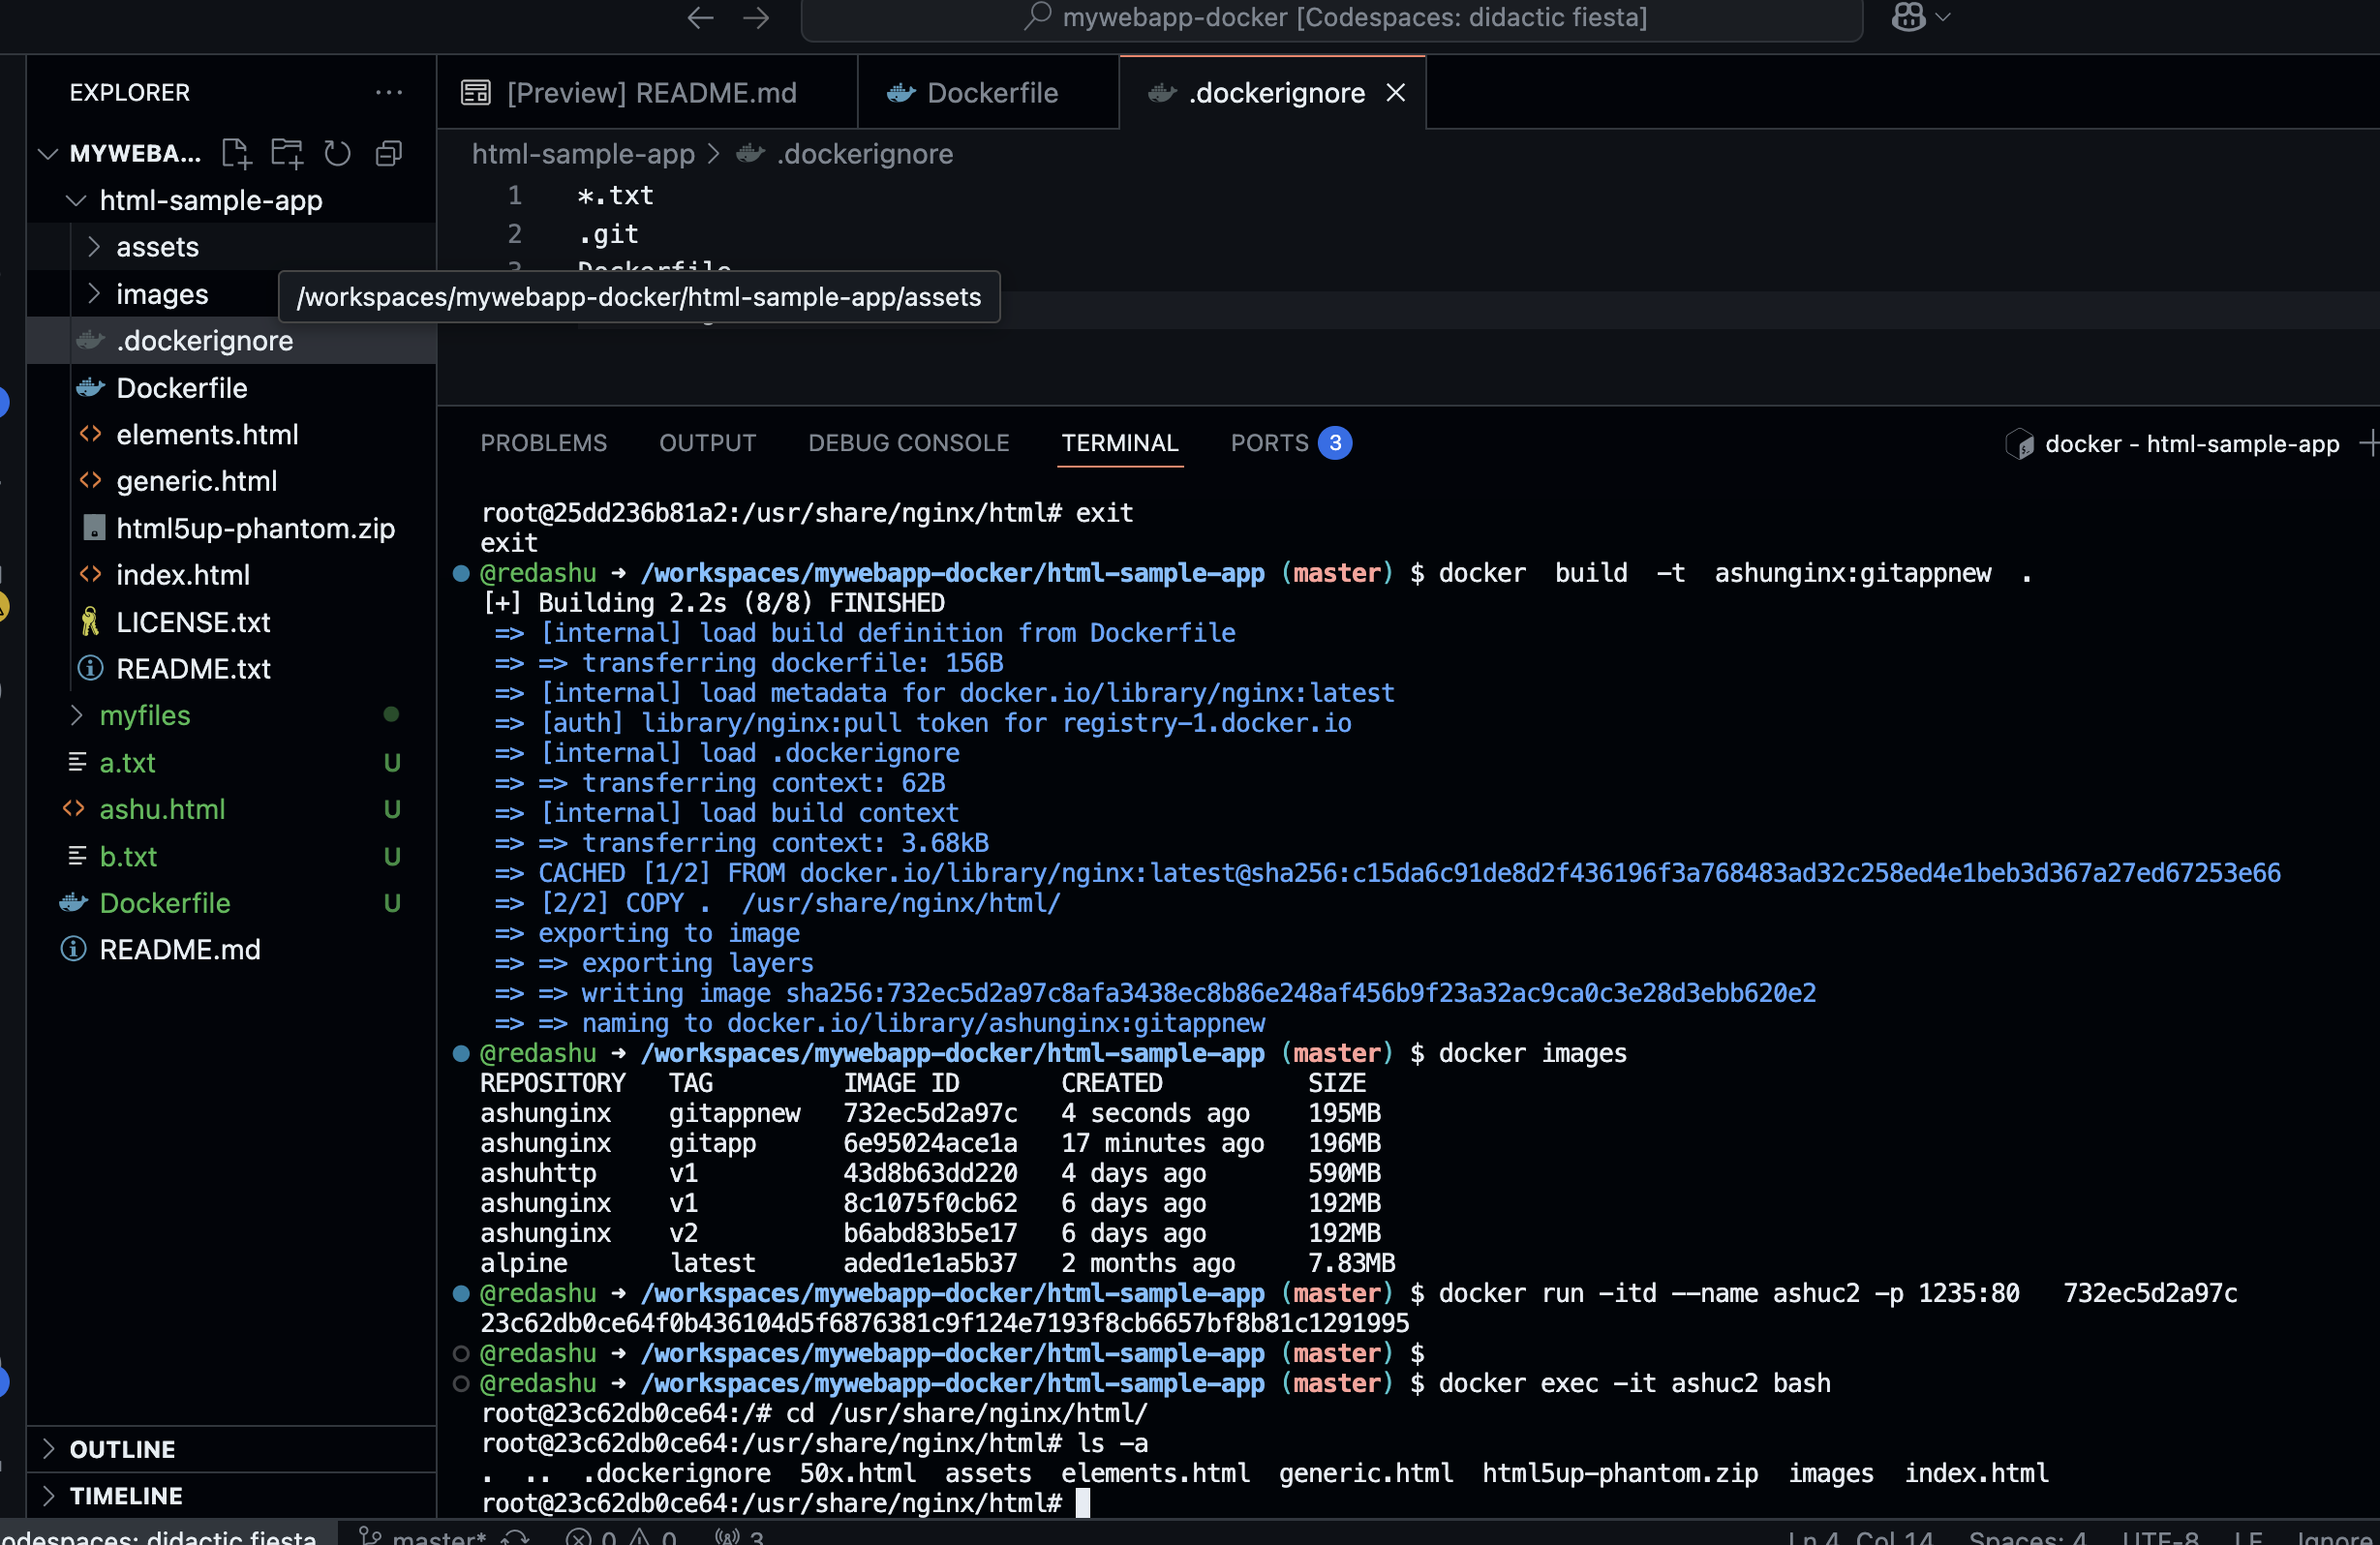 mywebapp-docker [Codespaces: didactic fiesta]
EXPLORER
MYWEBA...
html-sample-app
assets
images
.dockerignore
Dockerfile
elements.html
generic.html
html5up-phantom.zip
index.html
LICENSE.txt
README.txt
myfiles
a.txt U
ashu.html U
b.txt U
Dockerfile U
README.md
OUTLINE
TIMELINE
[Preview] README.md
Dockerfile
.dockerignore
html-sample-app > .dockerignore
1 *.txt
2 .git
3 Dockerfile
/workspaces/mywebapp-docker/html-sample-app/assets
PROBLEMS OUTPUT DEBUG CONSOLE TERMINAL PORTS 3
docker - html-sample-app
root@25dd236b81a2:/usr/share/nginx/html# exit
exit
@redashu ➜ /workspaces/mywebapp-docker/html-sample-app (master) $ docker  build  -t  ashunginx:gitappnew  .
[+] Building 2.2s (8/8) FINISHED
=> [internal] load build definition from Dockerfile
=> => transferring dockerfile: 156B
=> [internal] load metadata for docker.io/library/nginx:latest
=> [auth] library/nginx:pull token for registry-1.docker.io
=> [internal] load .dockerignore
=> => transferring context: 62B
=> [internal] load build context
=> => transferring context: 3.68kB
=> CACHED [1/2] FROM docker.io/library/nginx:latest@sha256:c15da6c91de8d2f436196f3a768483ad32c258ed4e1beb3d367a27ed67253e66
=> [2/2] COPY .  /usr/share/nginx/html/
=> exporting to image
=> => exporting layers
=> => writing image sha256:732ec5d2a97c8afa3438ec8b86e248af456b9f23a32ac9ca0c3e28d3ebb620e2
=> => naming to docker.io/library/ashunginx:gitappnew
@redashu ➜ /workspaces/mywebapp-docker/html-sample-app (master) $ docker images
REPOSITORY   TAG         IMAGE ID       CREATED          SIZE
ashunginx    gitappnew   732ec5d2a97c   4 seconds ago    195MB
ashunginx    gitapp      6e95024ace1a   17 minutes ago   196MB
ashuhttp     v1          43d8b63dd220   4 days ago       590MB
ashunginx    v1          8c1075f0cb62   6 days ago       192MB
ashunginx    v2          b6abd83b5e17   6 days ago       192MB
alpine       latest      aded1e1a5b37   2 months ago     7.83MB
@redashu ➜ /workspaces/mywebapp-docker/html-sample-app (master) $ docker run -itd --name ashuc2 -p 1235:80   732ec5d2a97c
23c62db0ce64f0b436104d5f6876381c9f124e7193f8cb6657bf8b81c1291995
@redashu ➜ /workspaces/mywebapp-docker/html-sample-app (master) $
@redashu ➜ /workspaces/mywebapp-docker/html-sample-app (master) $ docker exec -it ashuc2 bash
root@23c62db0ce64:/# cd /usr/share/nginx/html/
root@23c62db0ce64:/usr/share/nginx/html# ls -a
.  ..  .dockerignore  50x.html  assets  elements.html  generic.html  html5up-phantom.zip  images  index.html
root@23c62db0ce64:/usr/share/nginx/html#
odespaces: didactic fiesta master* 0 0 3 Ln 4, Col 14 Spaces: 4 UTF-8 LF Ignore